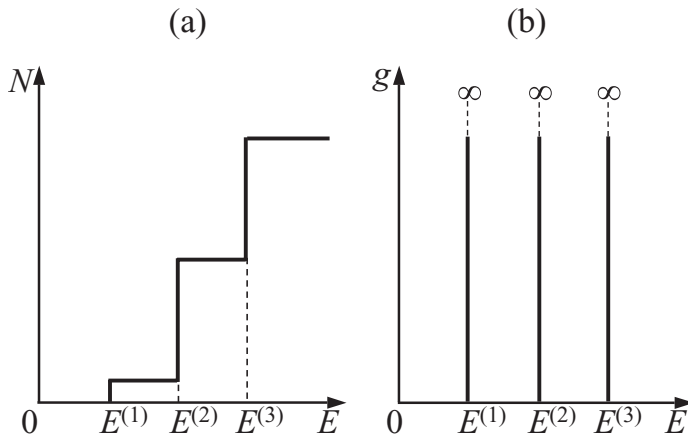 (a) (b)
N g ∞ ∞ ∞
0 E⁽¹⁾ E⁽²⁾ E⁽³⁾ E 0 E⁽¹⁾ E⁽²⁾ E⁽³⁾ E